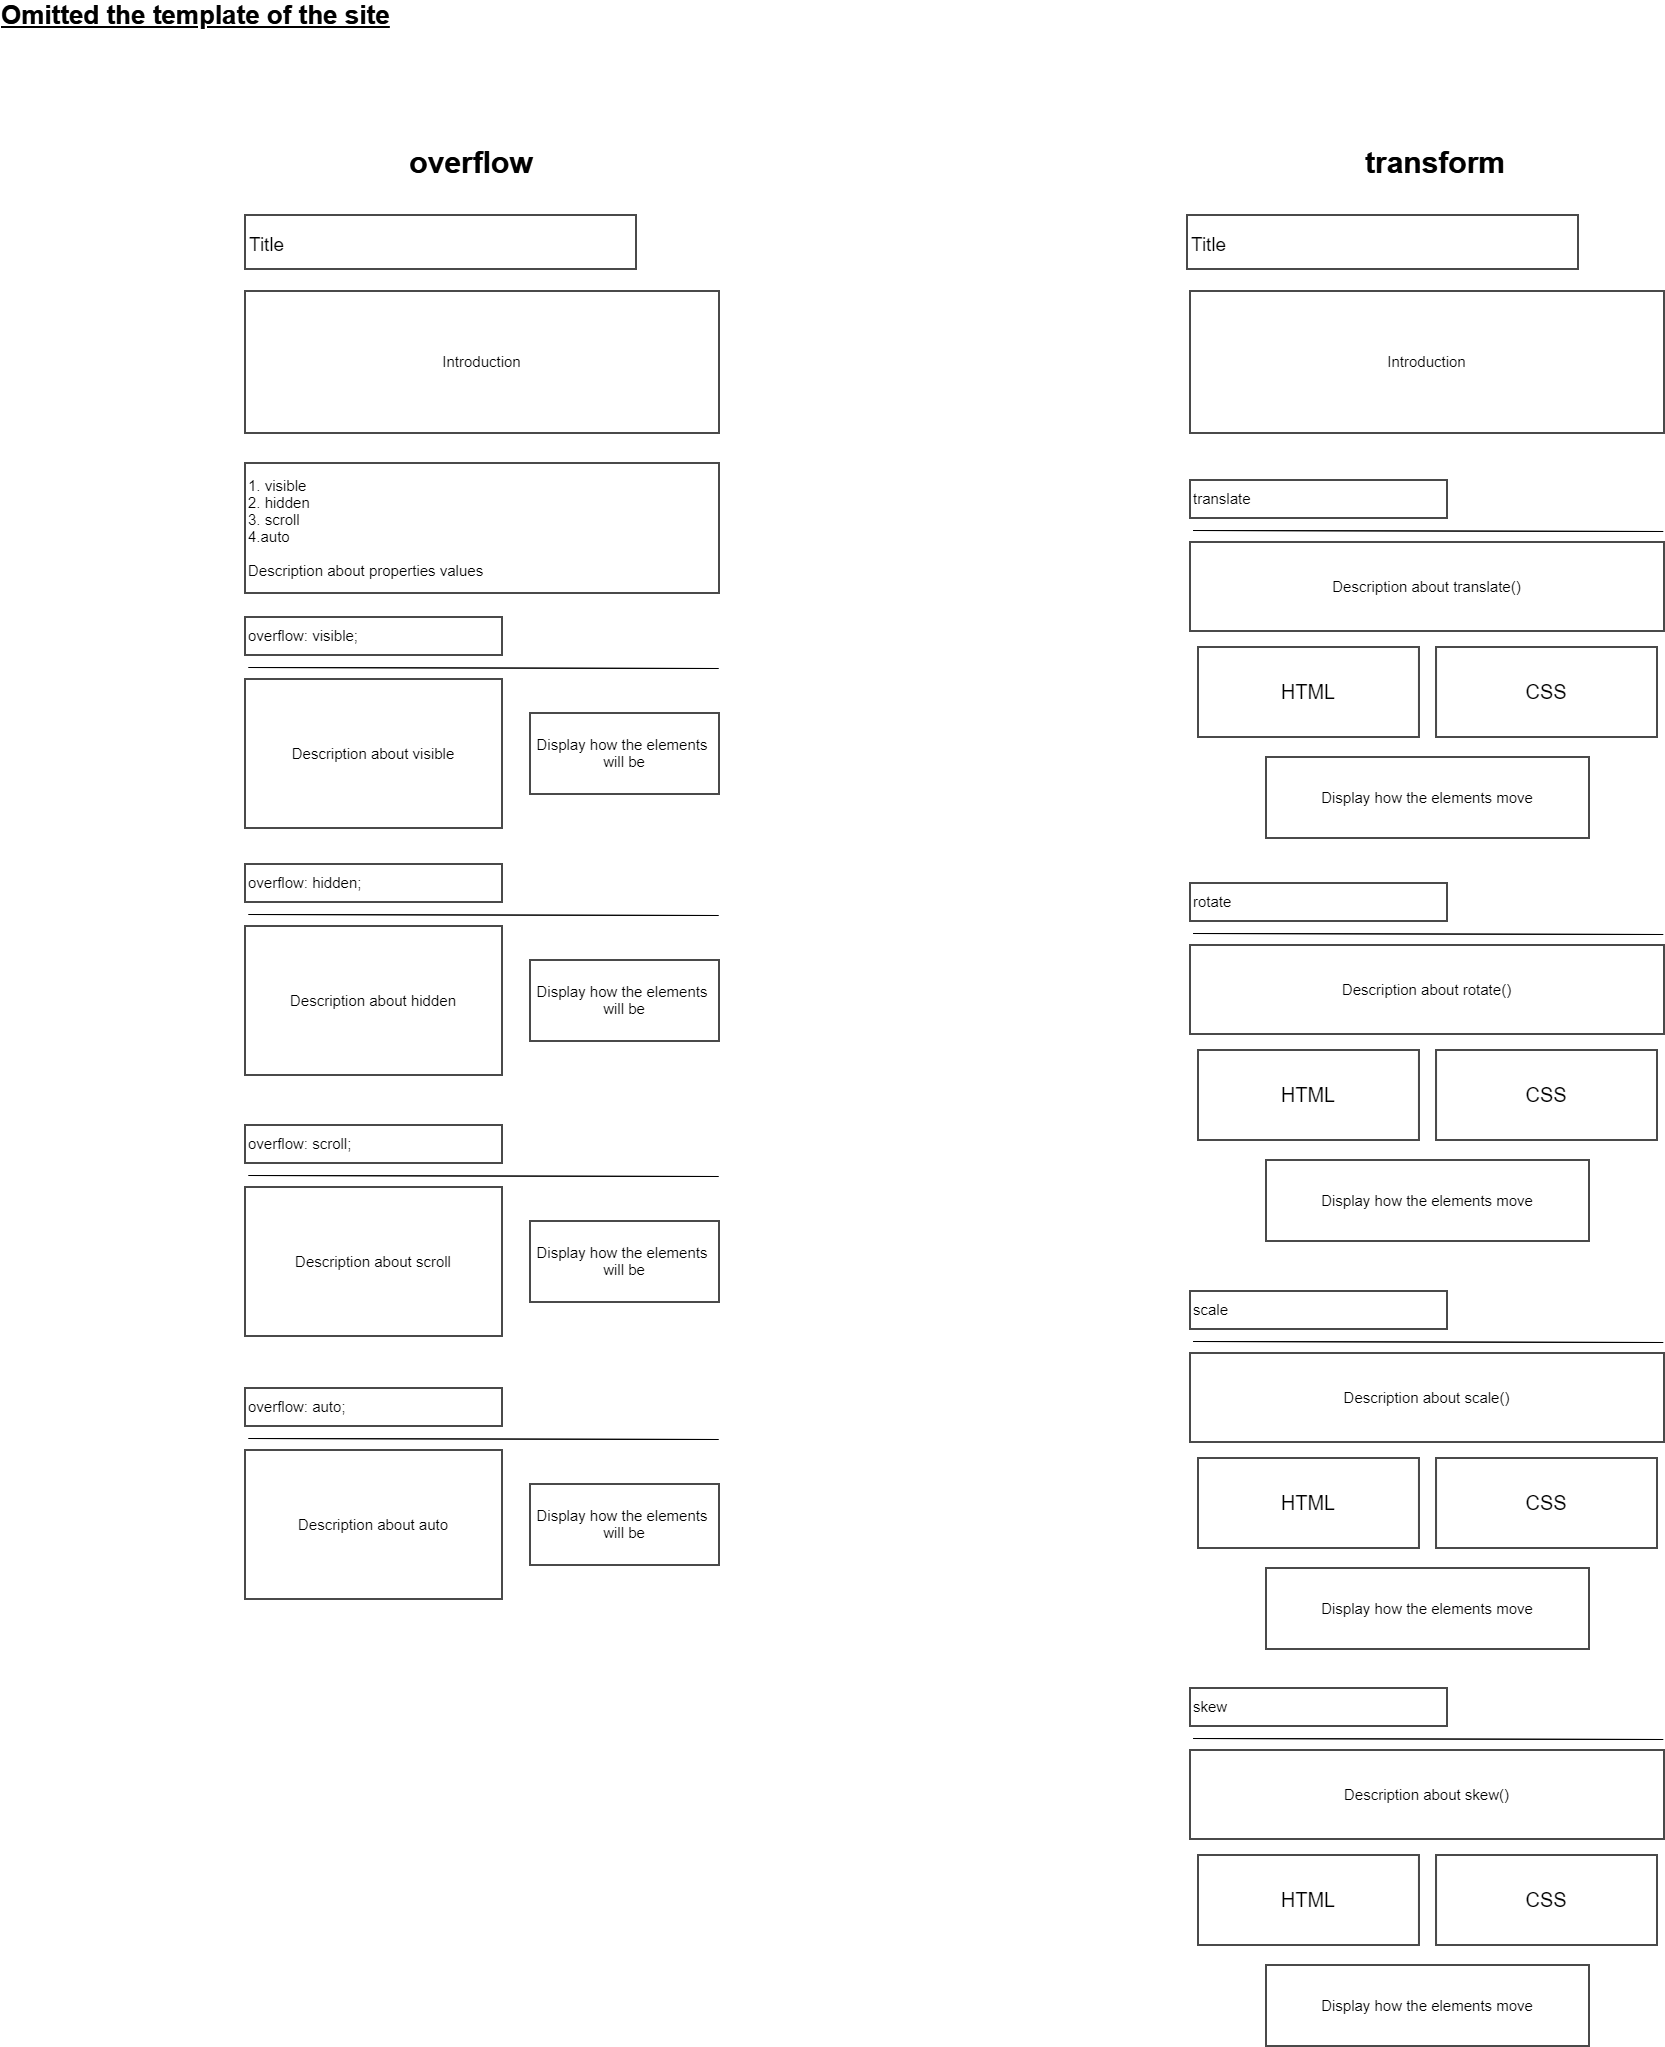 Omitted the template of the site
overflow
Title
Introduction
1. visible
2. hidden
3. scroll
4.auto
Description about properties values
overflow: visible;
Description about visible
Display how the elements
will be
overflow: hidden;
Description about hidden
Display how the elements
will be
overflow: scroll;
Description about scroll
Display how the elements
will be
overflow: auto;
Description about auto
Display how the elements
will be
transform
Title
Introduction
translate
Description about translate()
HTML
CSS
Display how the elements move
rotate
Description about rotate()
HTML
CSS
Display how the elements move
scale
Description about scale()
HTML
CSS
Display how the elements move
skew
Description about skew()
HTML
CSS
Display how the elements move